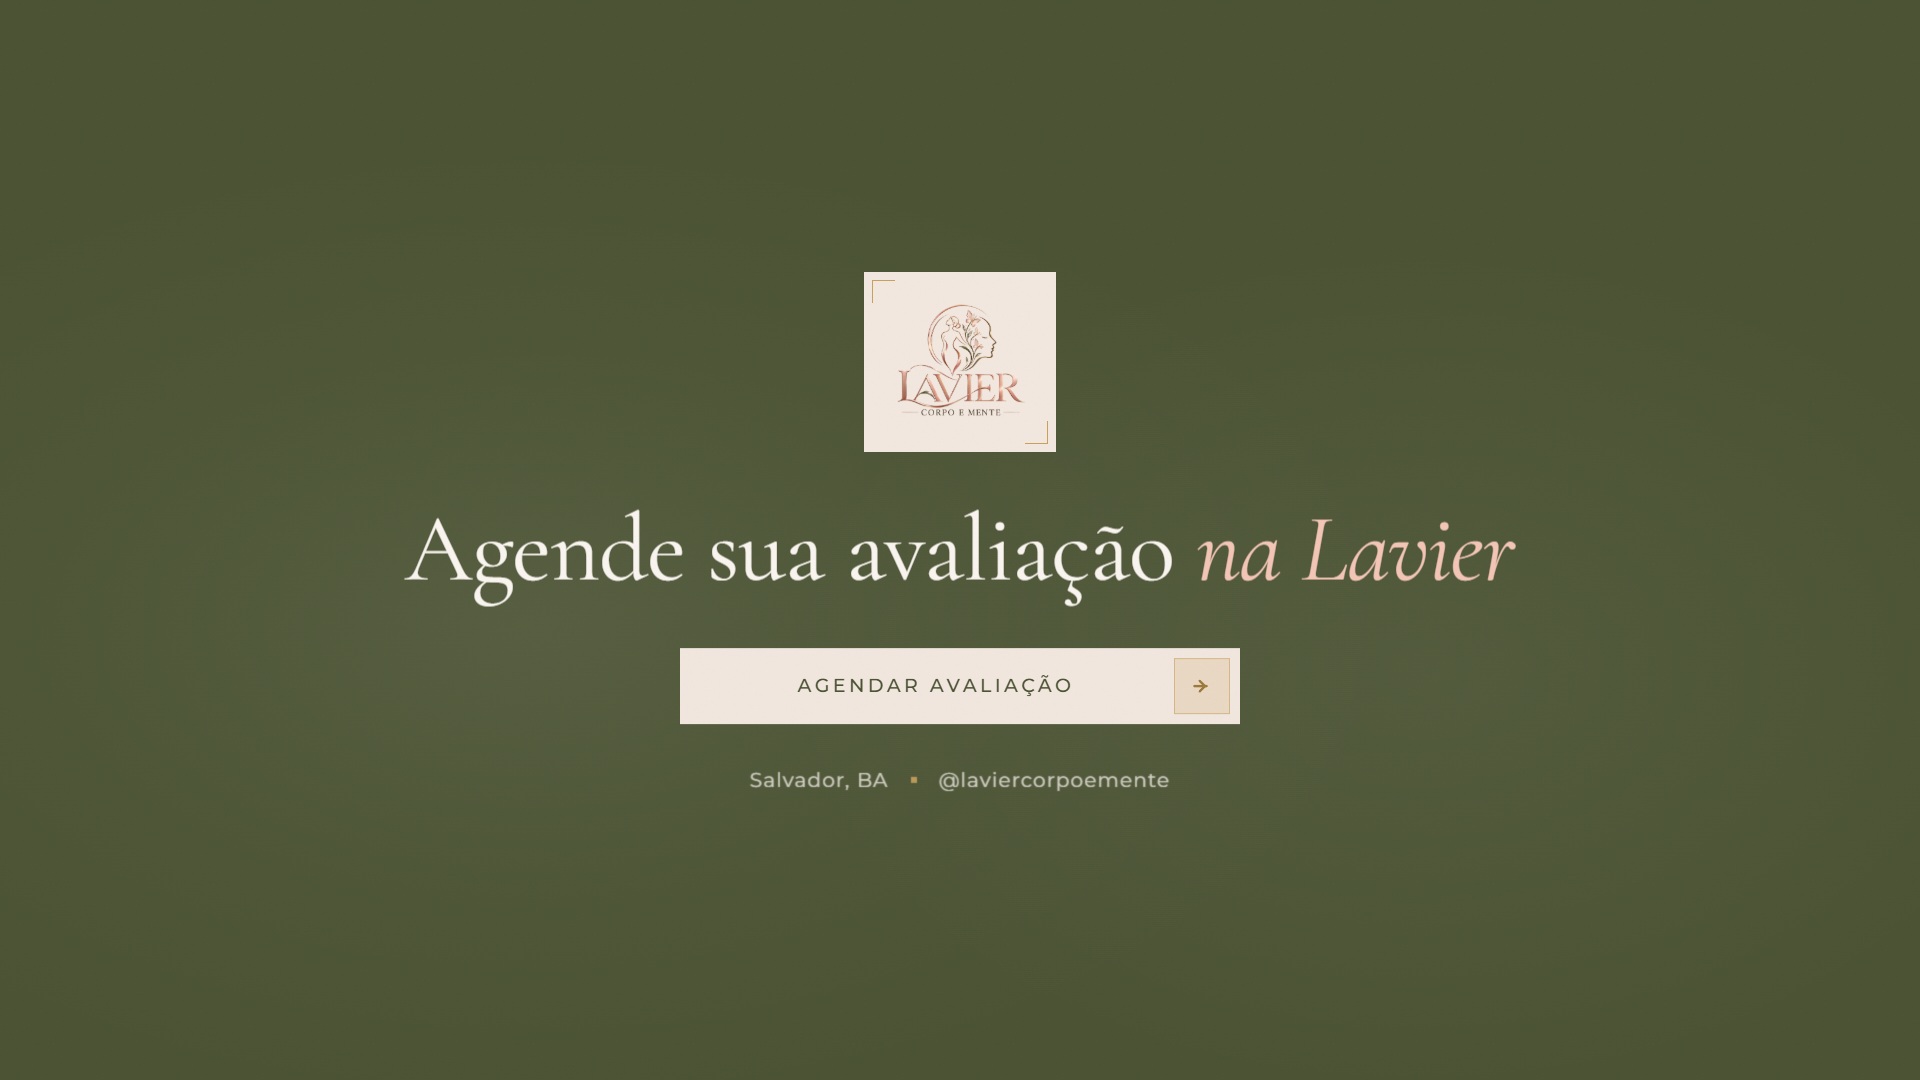 LAVIER
CORPO E MENTE
Agende sua avaliação na Lavier
AGENDAR AVALIAÇÃO
Salvador, BA ▪ @laviercorpoemente